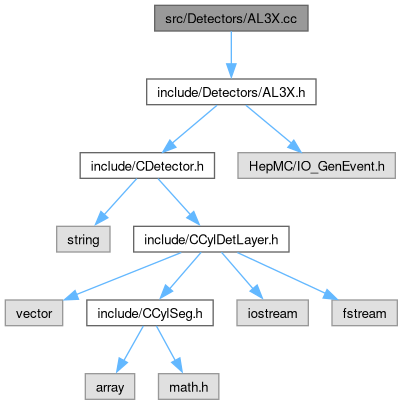 src/Detectors/AL3X.cc
include/Detectors/AL3X.h
include/CDetector.h
HepMC/IO_GenEvent.h
string
include/CCylDetLayer.h
vector
include/CCylSeg.h
iostream
fstream
array
math.h